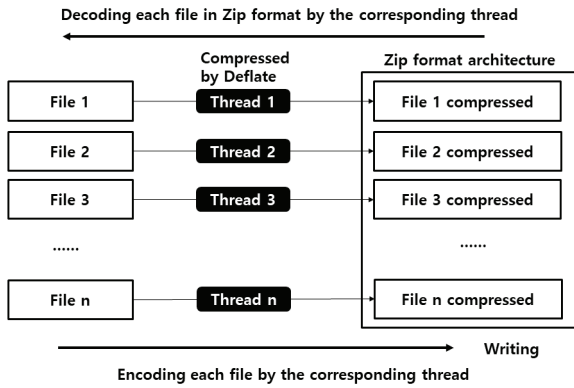 Decoding each file in Zip format by the corresponding thread
Compressed
by Deflate
Zip format architecture
File 1
Thread 1
File 1 compressed
File 2
Thread 2
File 2 compressed
File 3
Thread 3
File 3 compressed
......
......
File n
Thread n
File n compressed
Writing
Encoding each file by the corresponding thread